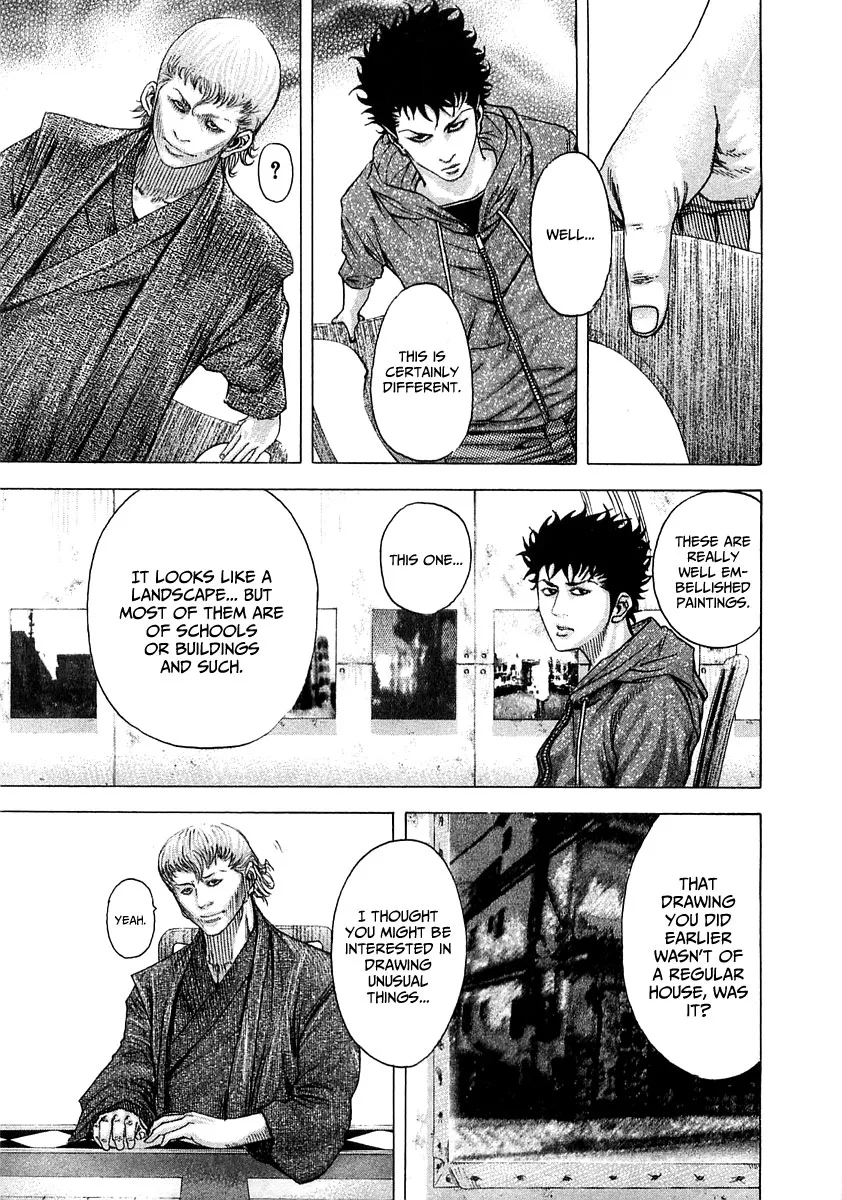 WELL...
THIS IS
CERTAINLY
DIFFERENT.
?
THESE ARE
REALLY
WELL EM-
BELLISHED
PAINTINGS.
THIS ONE...
IT LOOKS LIKE A
LANDSCAPE... BUT
MOST OF THEM ARE
OF SCHOOLS
OR BUILDINGS
AND SUCH.
THAT
DRAWING
YOU DID
EARLIER
WASN'T OF
A REGULAR
HOUSE, WAS
IT?
I THOUGHT
YOU MIGHT BE
INTERESTED IN
DRAWING
UNUSUAL
THINGS...
YEAH.